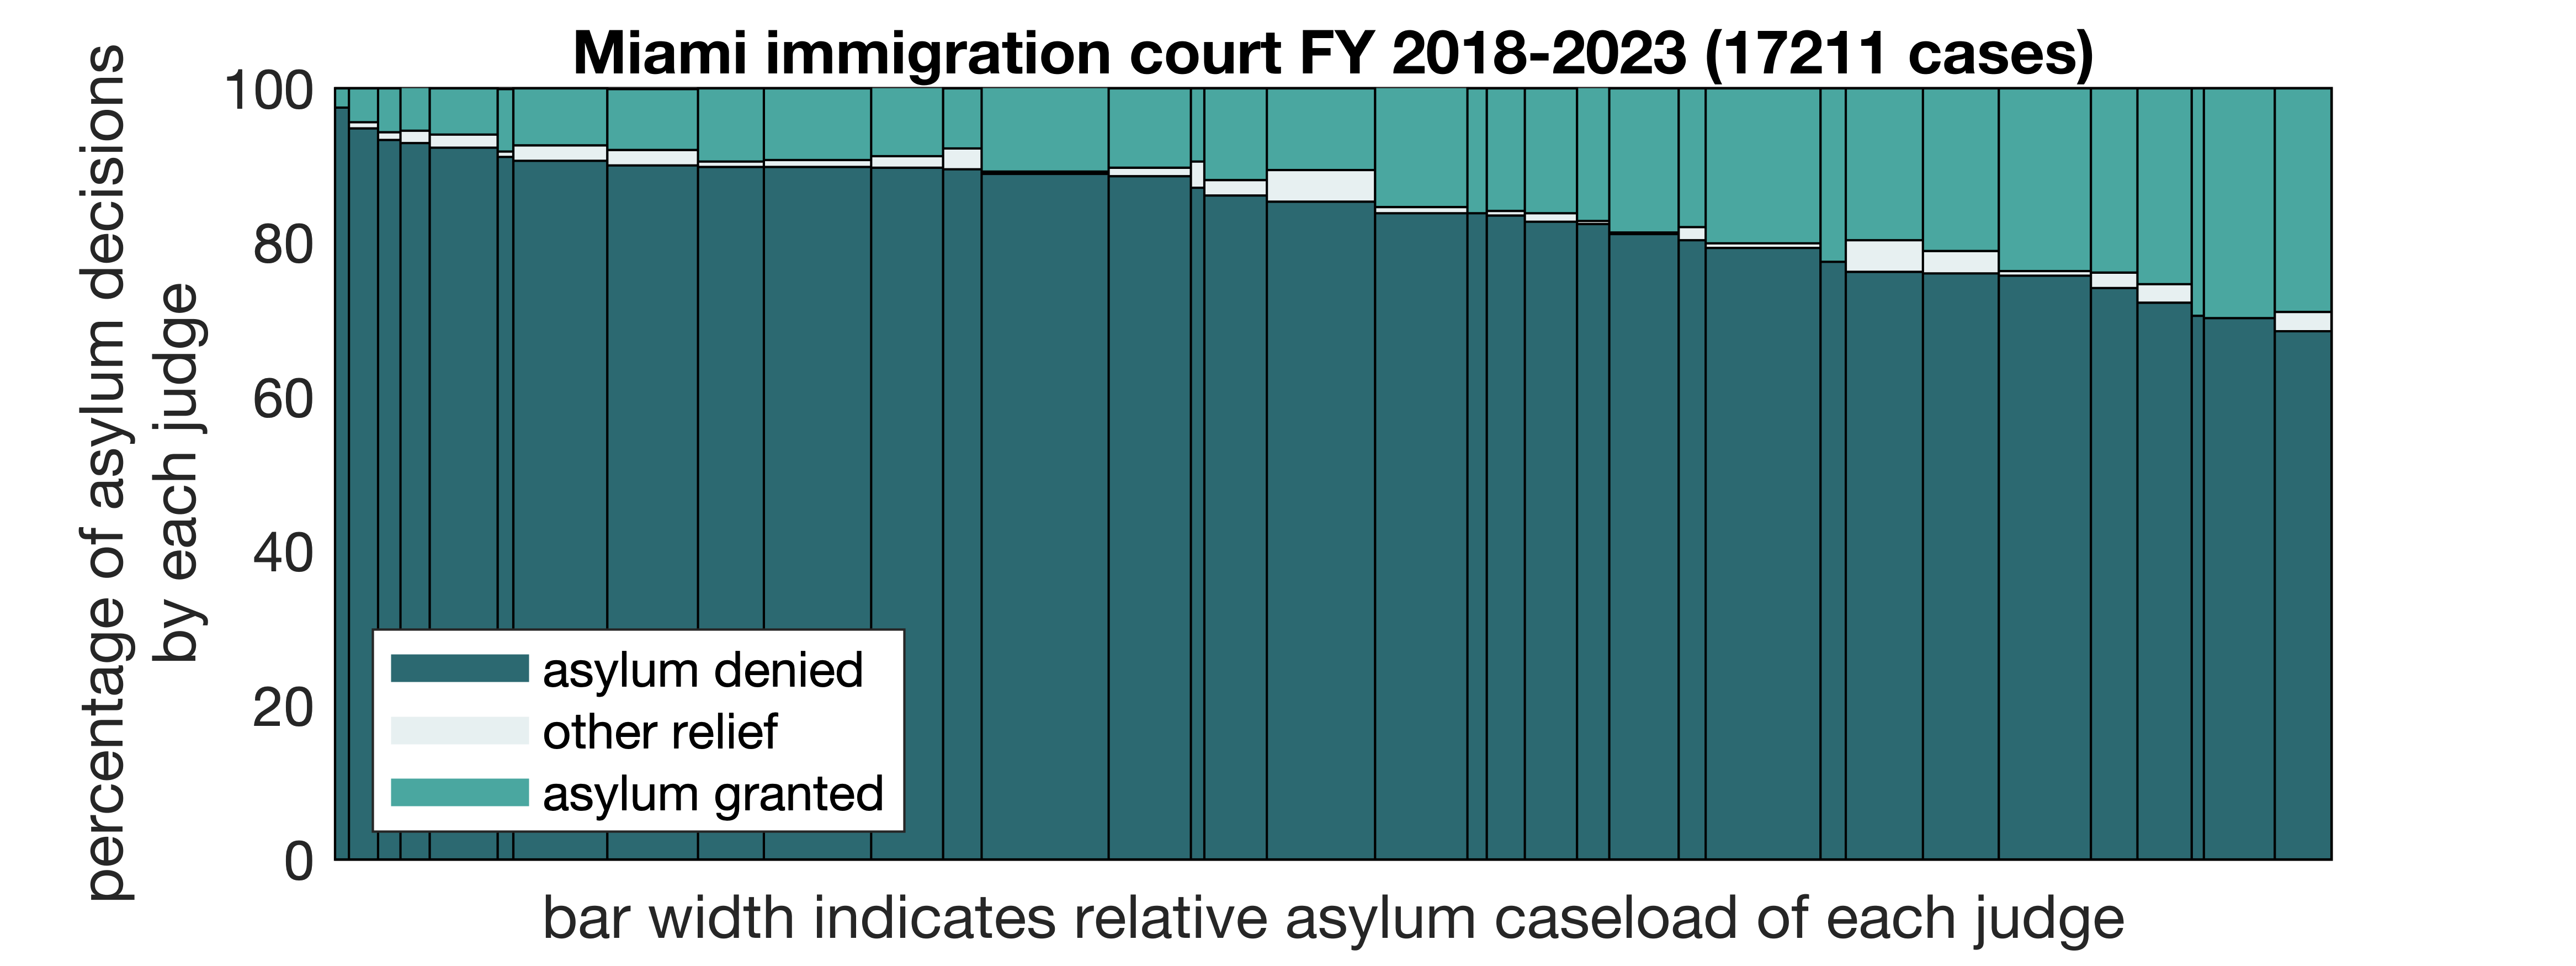 Miami immigration court FY 2018-2023 (17211 cases)
percentage of asylum decisions
by each judge
100
80
60
40
20
0
asylum denied
other relief
asylum granted
bar width indicates relative asylum caseload of each judge